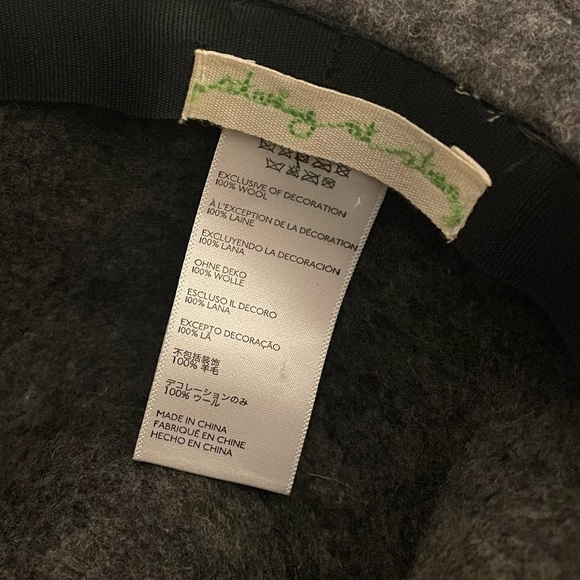 EXCLUSIVE OF DECORATION
100% WOOL
À L'EXCEPTION DE LA DÉCORATION
100% LAINE
EXCLUYENDO LA DECORACIÓN
100% LANA
OHNE DEKO
100% WOLLE
ESCLUSO IL DECORO
100% LANA
EXCEPTO DECORAÇÃO
100% LÃ
不包括装饰
100% 羊毛
デコレーションのみ
100% ウール
MADE IN CHINA
FABRIQUÉ EN CHINE
HECHO EN CHINA